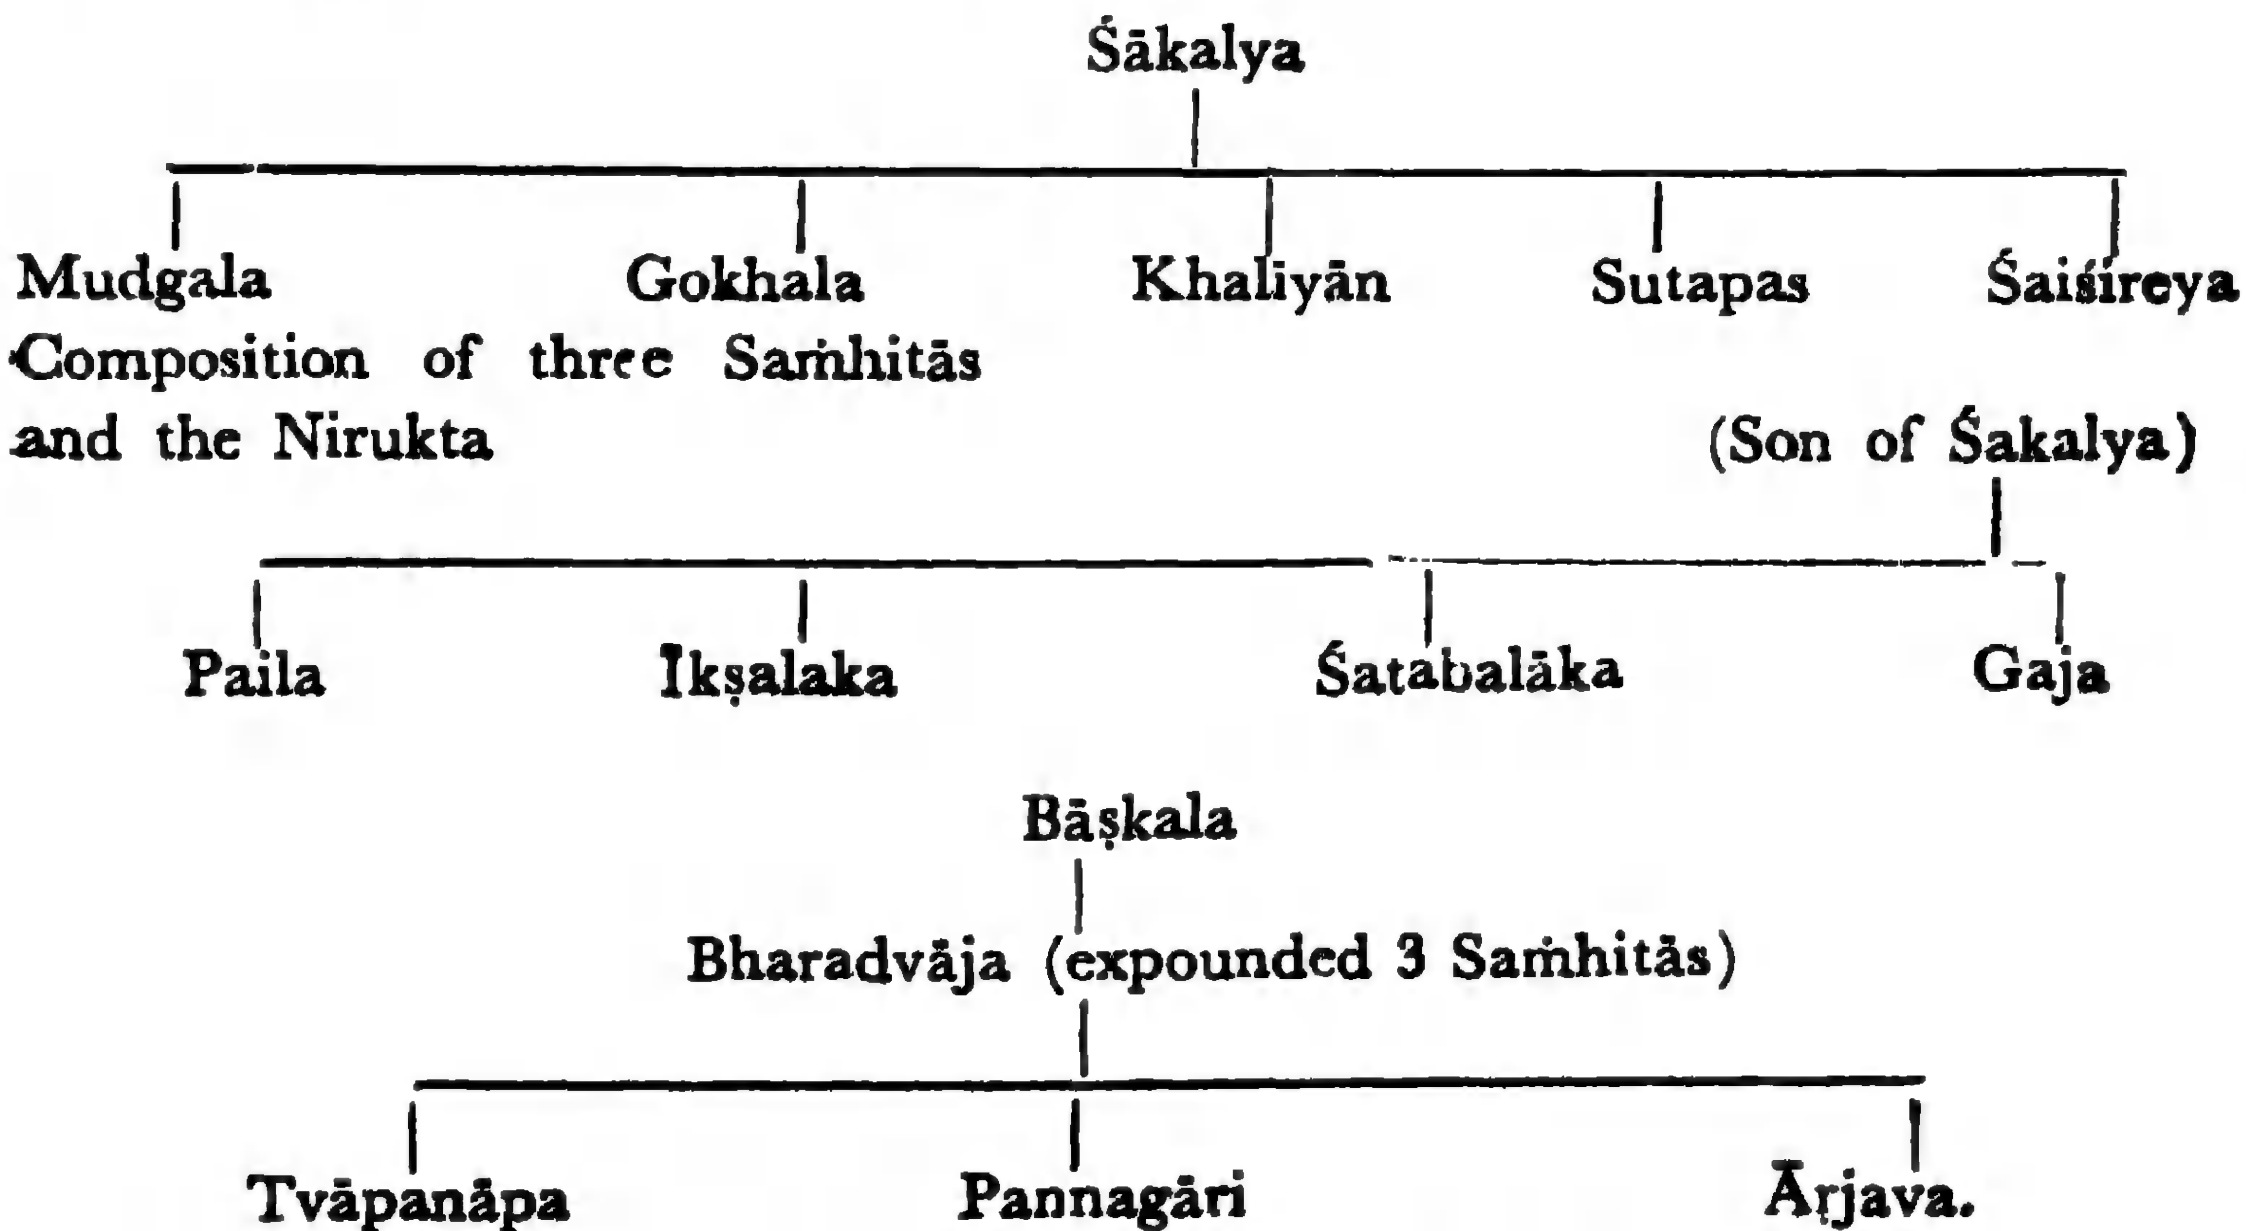 Śākalya
Mudgala Gokhala Khaliyān Sutapas Śaiśireya
Composition of three Saṁhitās
and the Nirukta (Son of Śakalya)
Paila Īkṣalaka Śatabalāka Gaja
Bāṣkala
Bharadvāja (expounded 3 Saṁhitās)
Tvāpanāpa Pannagāri Āṛjava.